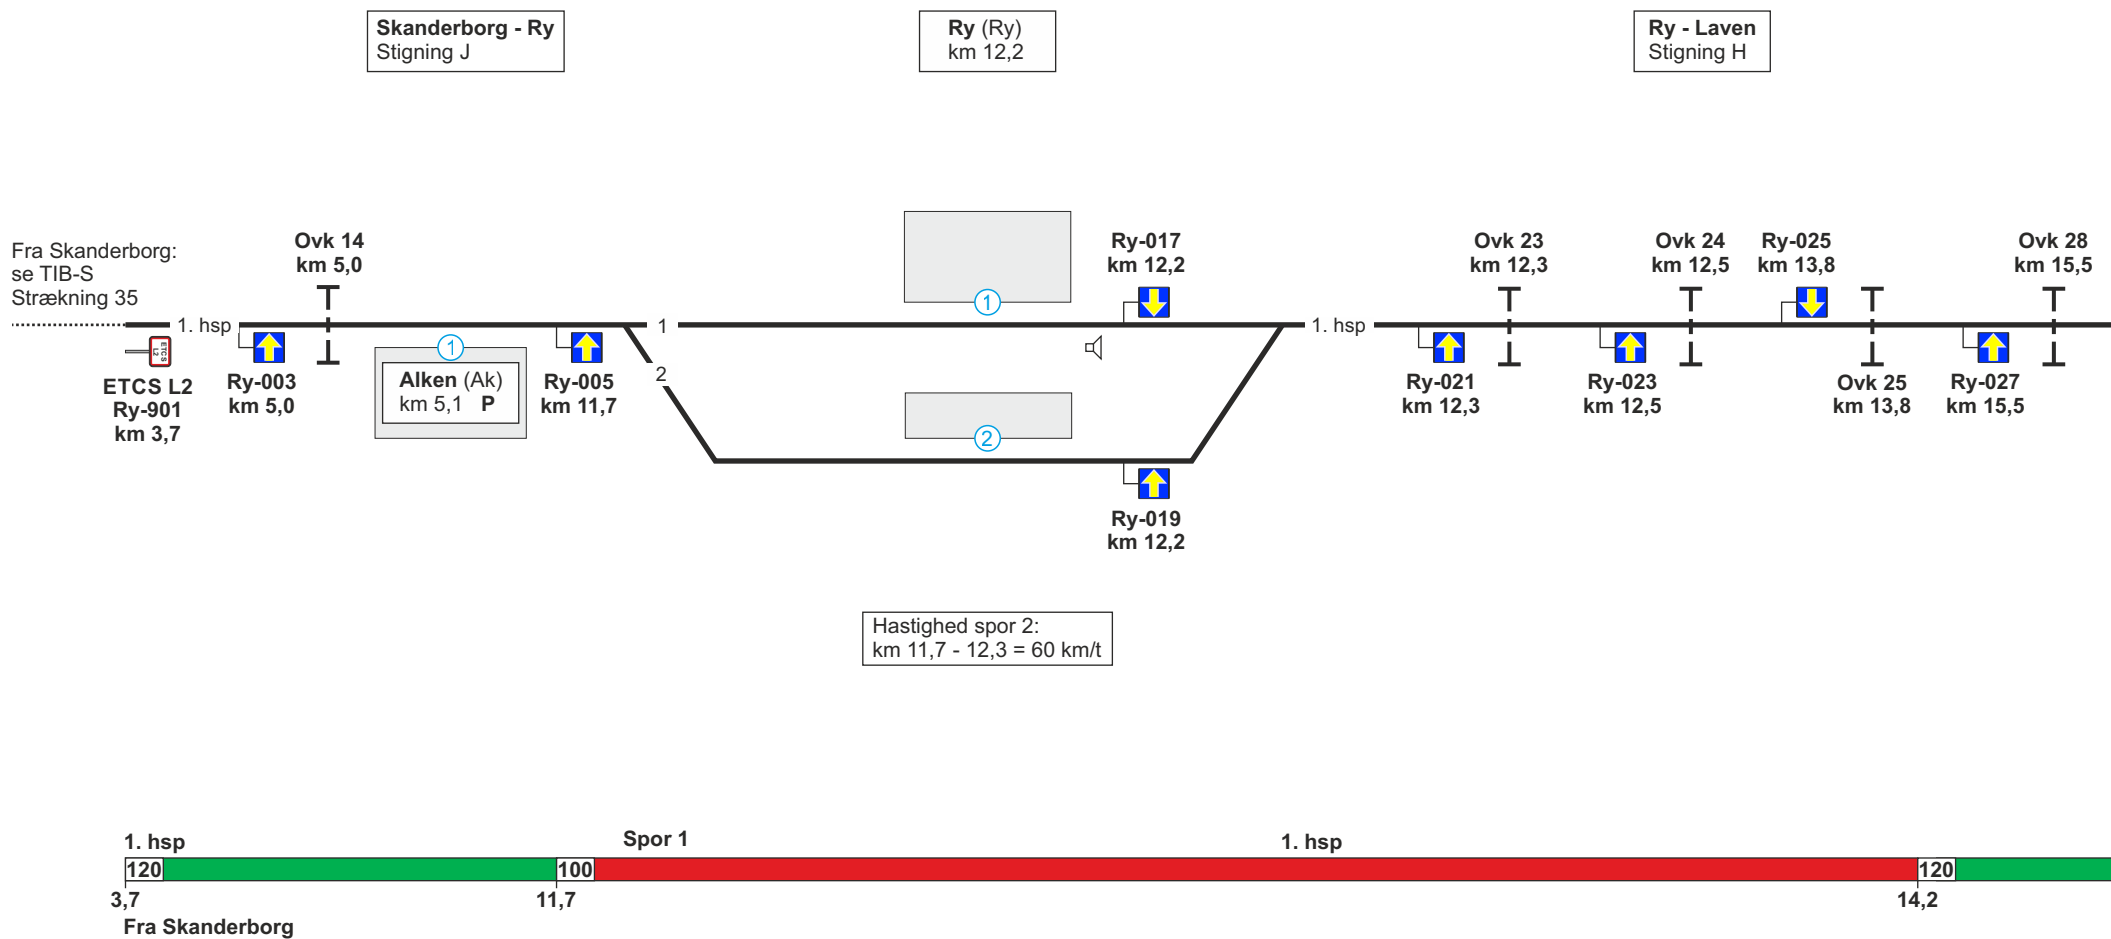 Skanderborg - Ry
Stigning J
Ry (Ry)
km 12,2
Ry - Laven
Stigning H
Fra Skanderborg:
se TIB-S
Strækning 35
Ovk 14
km 5,0
Ry-017
km 12,2
Ovk 23
km 12,3
Ovk 24
km 12,5
Ry-025
km 13,8
Ovk 28
km 15,5
1
1. hsp
1
1. hsp
2
1
ETCS
L2
ETCS L2
Ry-901
km 3,7
Ry-003
km 5,0
Alken (Ak)
km 5,1 P
Ry-005
km 11,7
2
Ry-021
km 12,3
Ry-023
km 12,5
Ovk 25
km 13,8
Ry-027
km 15,5
Ry-019
km 12,2
Hastighed spor 2:
km 11,7 - 12,3 = 60 km/t
1. hsp
Spor 1
1. hsp
120
100
120
3,7
11,7
14,2
Fra Skanderborg